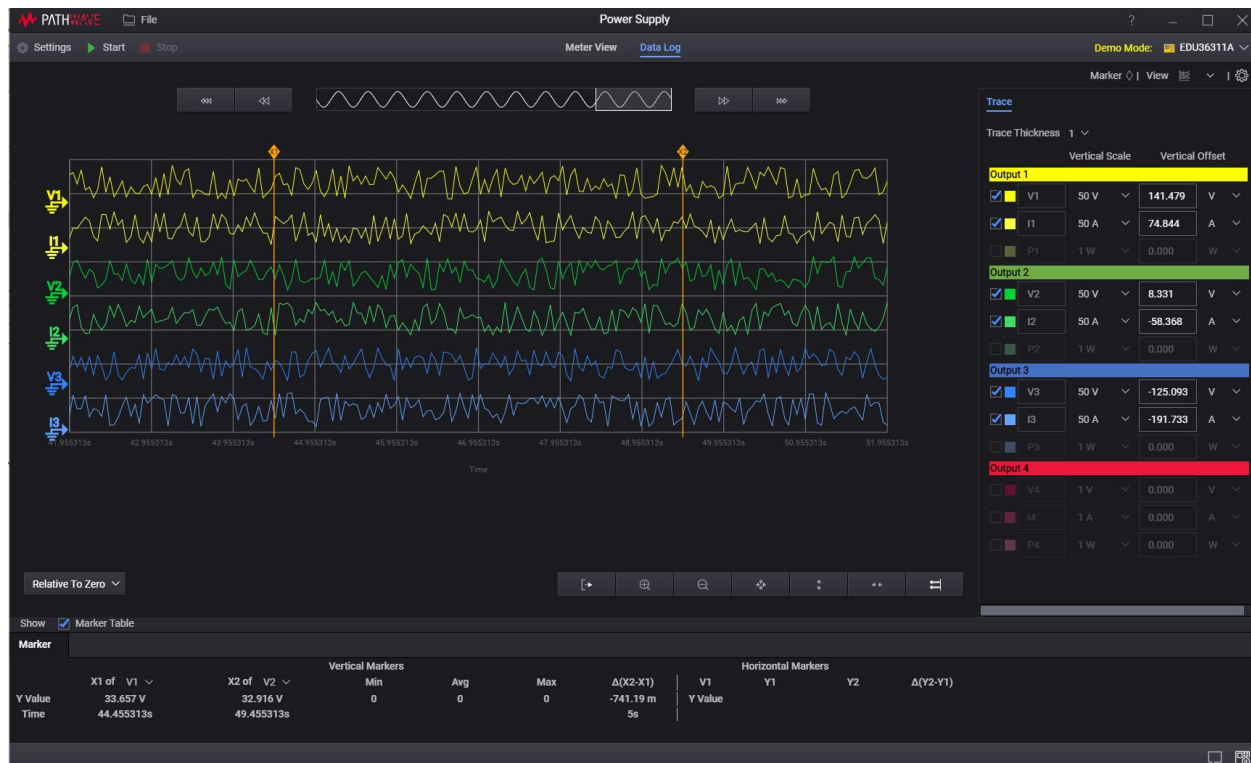 PATHWAVE File Power Supply ?
Settings Start Stop Meter View Data Log Demo Mode: EDU36311A
Marker | View |
Trace
Trace Thickness 1
Vertical Scale Vertical Offset
Output 1
V1 50 V 141.479 V
I1 50 A 74.844 A
P1 1 W 0.000 W
Output 2
V2 50 V 8.331 V
I2 50 A -58.368 A
P2 1 W 0.000 W
Output 3
V3 50 V -125.093 V
I3 50 A -191.733 A
P3 1 W 0.000 W
Output 4
V4 1 V 0.000 V
I4 1 A 0.000 A
P4 1 W 0.000 W
X1 X2
V1
I1
V2
I2
V3
I3
41.955313s 42.955313s 43.955313s 44.955313s 45.955313s 46.955313s 47.955313s 48.955313s 49.955313s 50.955313s 51.955313s
Time
Relative To Zero
Show Marker Table
Marker
Vertical Markers Horizontal Markers
X1 of V1 X2 of V2 Min Avg Max Δ(X2-X1) V1 Y1 Y2 Δ(Y2-Y1)
Y Value 33.657 V 32.916 V 0 0 0 -741.19 m Y Value
Time 44.455313s 49.455313s 5s